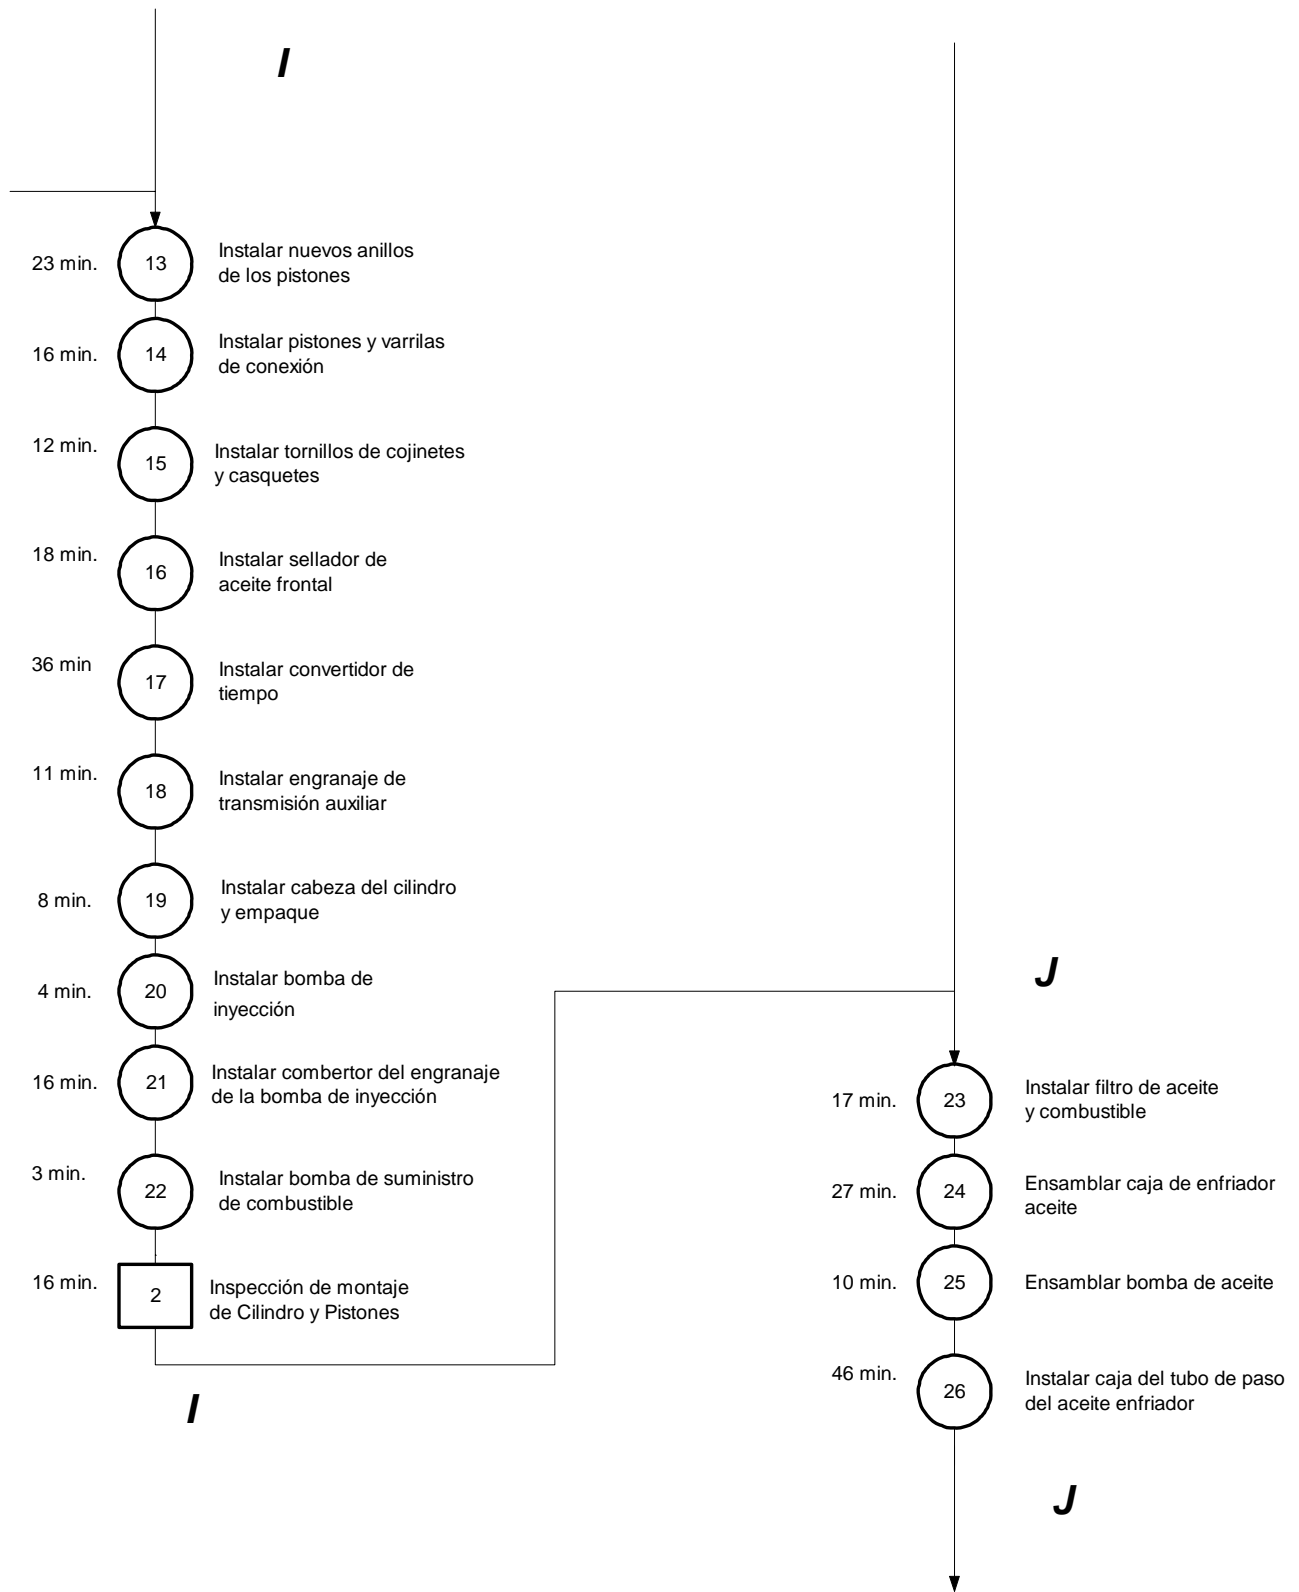 I
23 min.
13
Instalar nuevos anillos
de los pistones
16 min.
14
Instalar pistones y varrilas
de conexión
12 min.
15
Instalar tornillos de cojinetes
y casquetes
18 min.
16
Instalar sellador de
aceite frontal
36 min
17
Instalar convertidor de
tiempo
11 min.
18
Instalar engranaje de
transmisión auxiliar
8 min.
19
Instalar cabeza del cilindro
y empaque
4 min.
20
Instalar bomba de
inyección
16 min.
21
Instalar combertor del engranaje
de la bomba de inyección
3 min.
22
Instalar bomba de suministro
de combustible
16 min.
2
Inspección de montaje
de Cilindro y Pistones
I
J
17 min.
23
Instalar filtro de aceite
y combustible
27 min.
24
Ensamblar caja de enfriador
aceite
10 min.
25
Ensamblar bomba de aceite
46 min.
26
Instalar caja del tubo de paso
del aceite enfriador
J